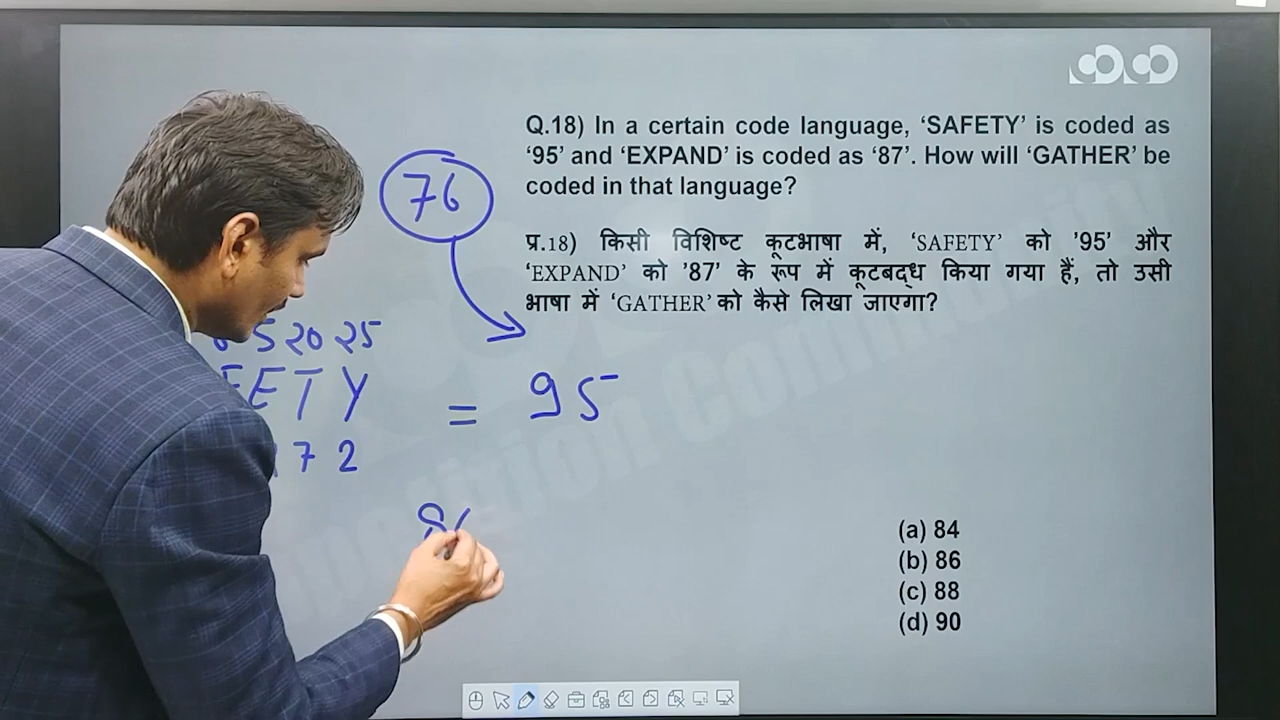 Q.18) In a certain code language, ‘SAFETY’ is coded as
‘95’ and ‘EXPAND’ is coded as ‘87’. How will ‘GATHER’ be
coded in that language?
76
प्र.18) किसी विशिष्ट कूटभाषा में, ‘SAFETY’ को ’95’ और
‘EXPAND’ को ’87’ के रूप में कूटबद्ध किया गया हैं, तो उसी
भाषा में ‘GATHER’ को कैसे लिखा जाएगा?
5 20 25
E T Y = 95
7 2
(a) 84
(b) 86
(c) 88
(d) 90